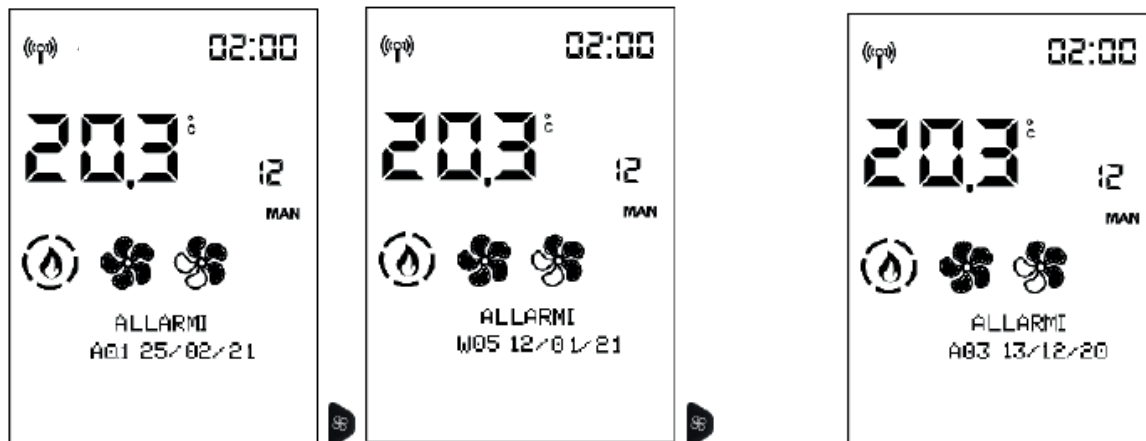 02:00
20.3 °C
12
MAN
ALLARMI
A01 25/02/21
02:00
20.3 °C
12
MAN
ALLARMI
W05 12/01/21
02:00
20.3 °C
12
MAN
ALLARMI
A03 13/12/20